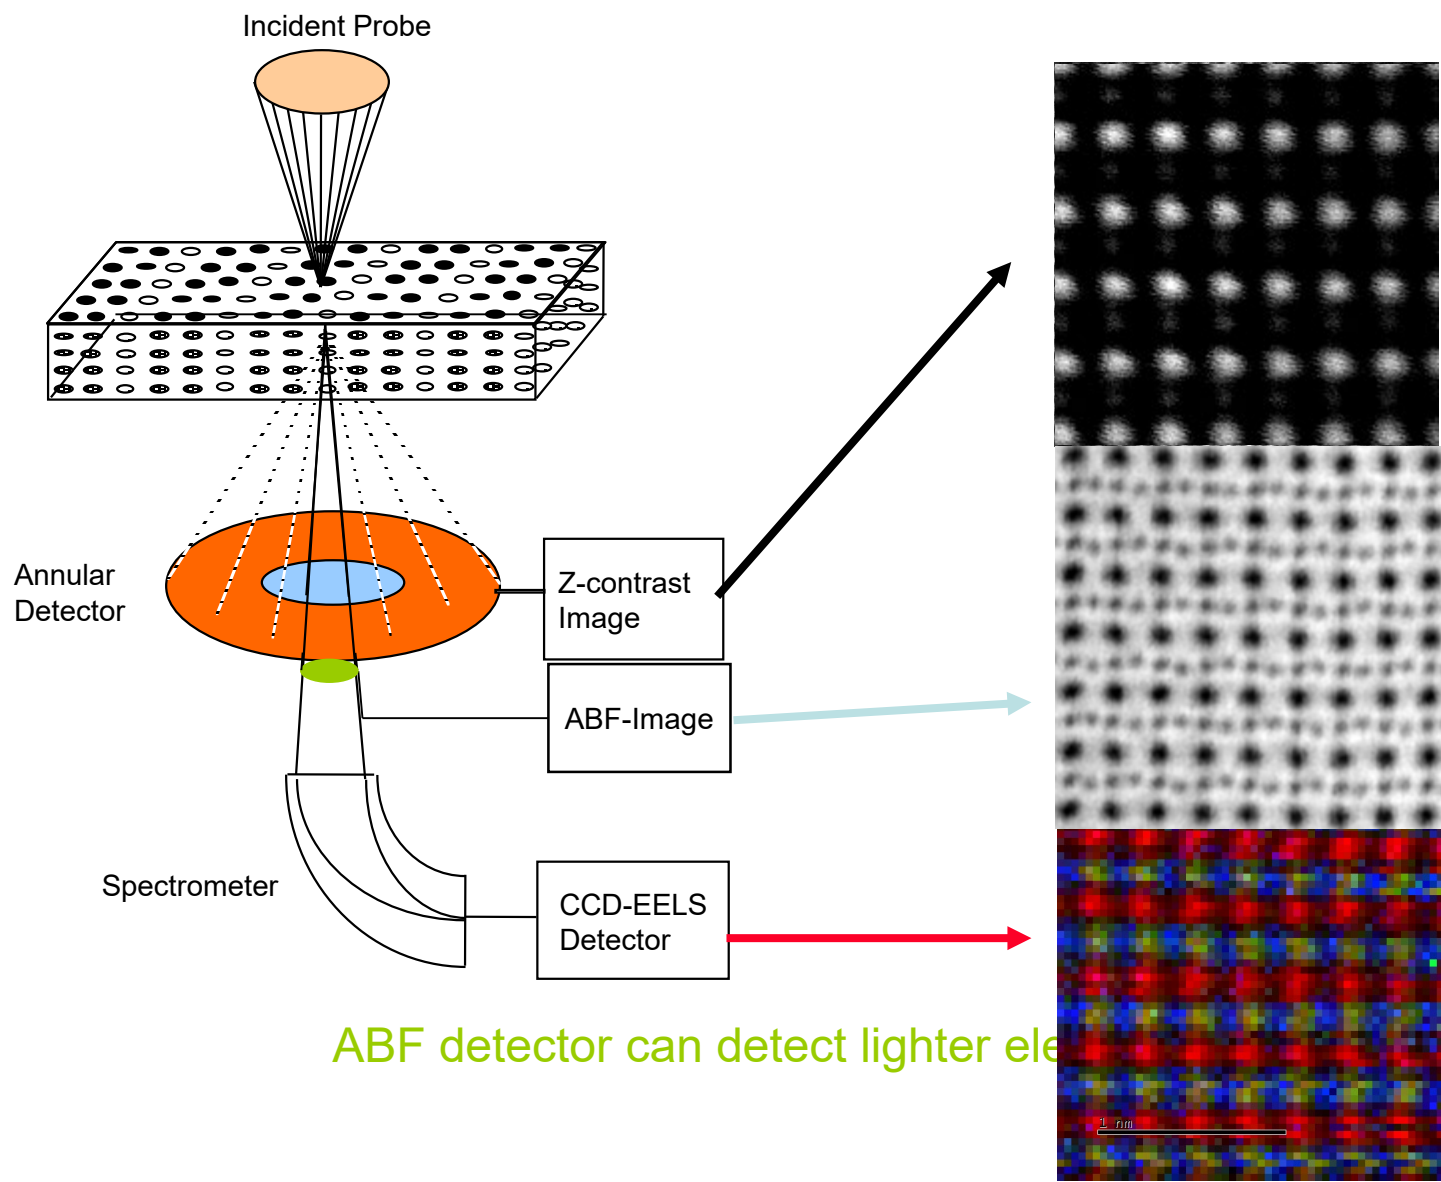 Incident Probe
Annular
Detector
Z-contrast
Image
ABF-Image
Spectrometer
CCD-EELS
Detector
ABF detector can detect lighter
1 nm